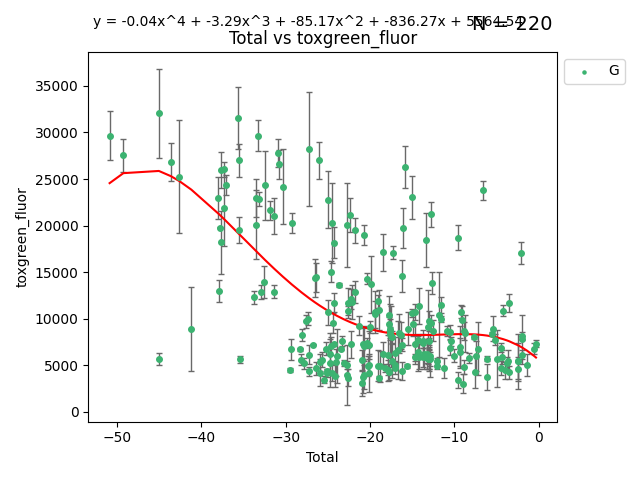 y = -0.04x^4 + -3.29x^3 + -85.17x^2 + -836.27x + 5564.54
N = 220
Total vs toxgreen_fluor
G
35000
30000
25000
20000
15000
10000
5000
0
toxgreen_fluor
−50 −40 −30 −20 −10 0
Total